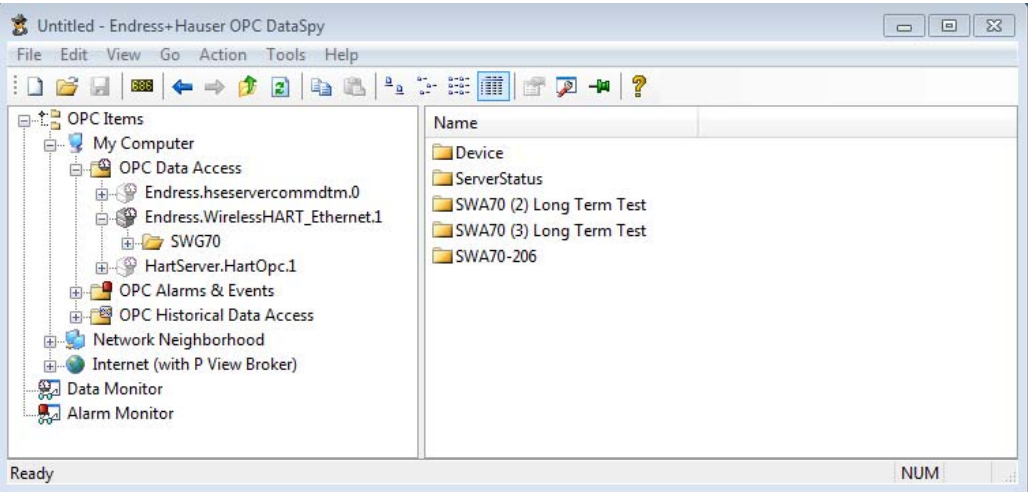 Untitled - Endress+Hauser OPC DataSpy
File Edit View Go Action Tools Help
OPC Items
My Computer
OPC Data Access
Endress.hseservercommdtm.0
Endress.WirelessHART_Ethernet.1
SWG70
HartServer.HartOpc.1
OPC Alarms & Events
OPC Historical Data Access
Network Neighborhood
Internet (with P View Broker)
Data Monitor
Alarm Monitor
Name
Device
ServerStatus
SWA70 (2) Long Term Test
SWA70 (3) Long Term Test
SWA70-206
Ready NUM